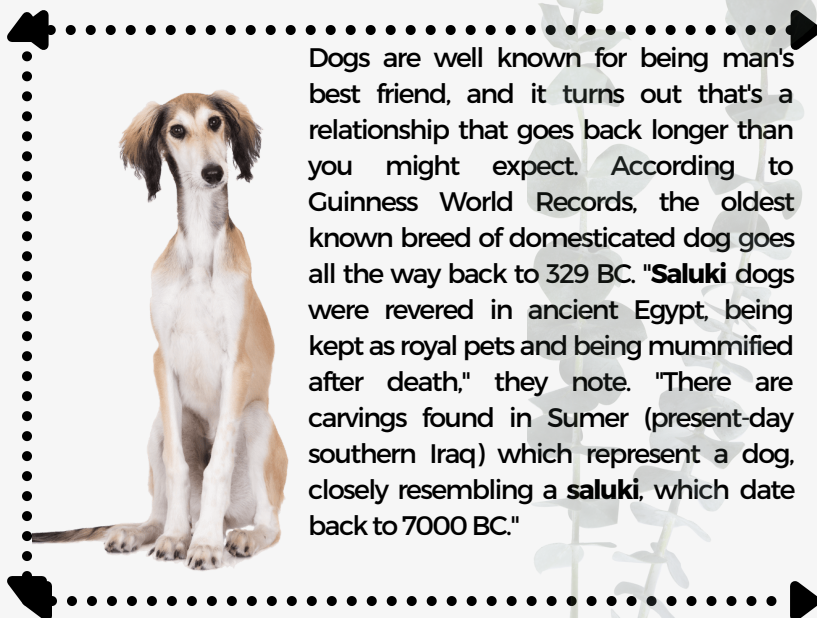 Dogs are well known for being man's
best friend, and it turns out that's a
relationship that goes back longer than
you might expect. According to
Guinness World Records, the oldest
known breed of domesticated dog goes
all the way back to 329 BC. "Saluki dogs
were revered in ancient Egypt, being
kept as royal pets and being mummified
after death," they note. "There are
carvings found in Sumer (present-day
southern Iraq) which represent a dog,
closely resembling a saluki, which date
back to 7000 BC."